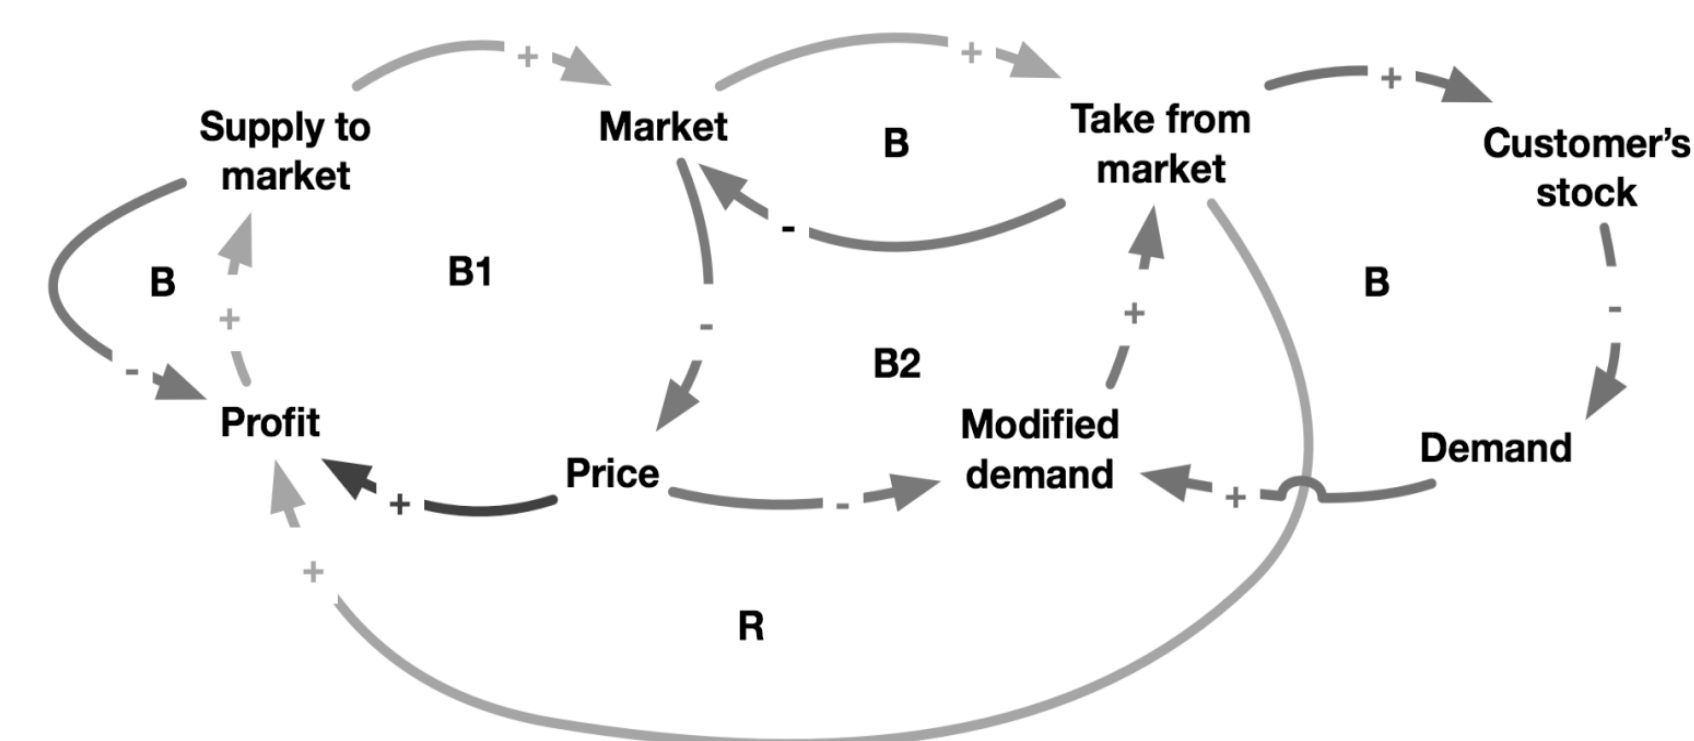 +
+
+
Supply to
market
Market
B
Take from
market
Customer's
stock
-
B
B1
B
+
+
-
-
-
B2
Profit
Modified
demand
Demand
Price
+
-
+
+
R